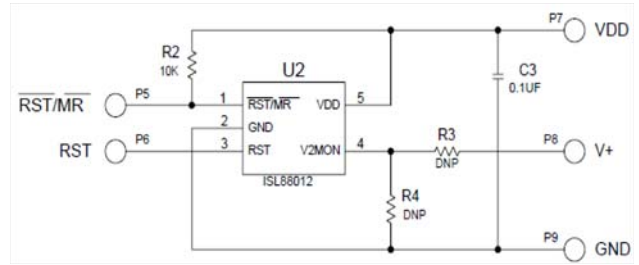 P7 VDD
R2
10K
U2
C3
0.1UF
RST/MR P5 1 RST/MR VDD 5
2 GND
R3
RST P6 3 RST V2MON 4 P8 V+
DNP
ISL88012
R4
DNP
P9 GND